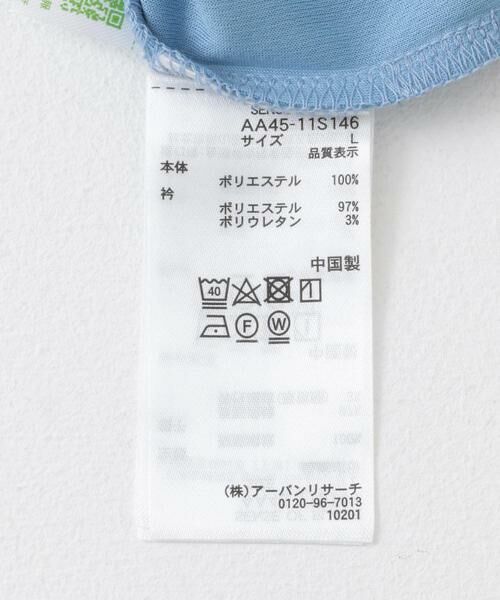 AA45-11S146
サイズ L
品質表示
本体
ポリエステル 100%
衿
ポリエステル 97%
ポリウレタン 3%
中国製
40
F W
(株)アーバンリサーチ
0120-96-7013
10201